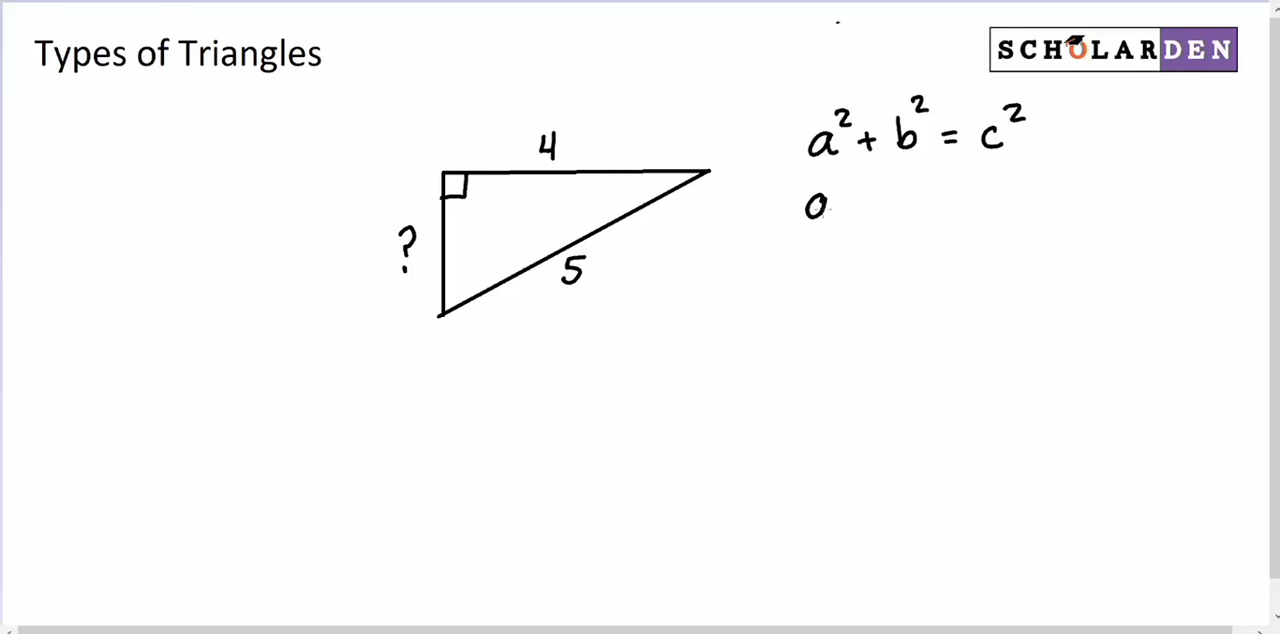 Types of Triangles
SCHOLARDEN
a² + b² = c²
4
?
5